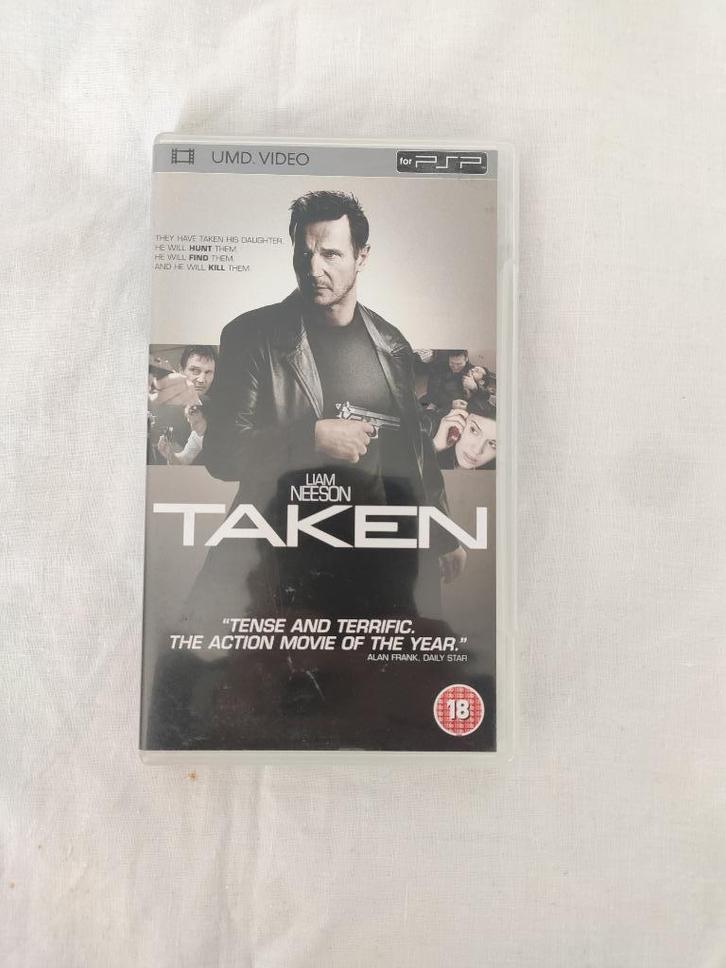 UMD. VIDEO
for PSP
THEY HAVE TAKEN HIS DAUGHTER.
HE WILL HUNT THEM
HE WILL FIND THEM.
AND HE WILL KILL THEM
LIAM
NEESON
TAKEN
“TENSE AND TERRIFIC.
THE ACTION MOVIE OF THE YEAR.”
ALAN FRANK, DAILY STAR
18